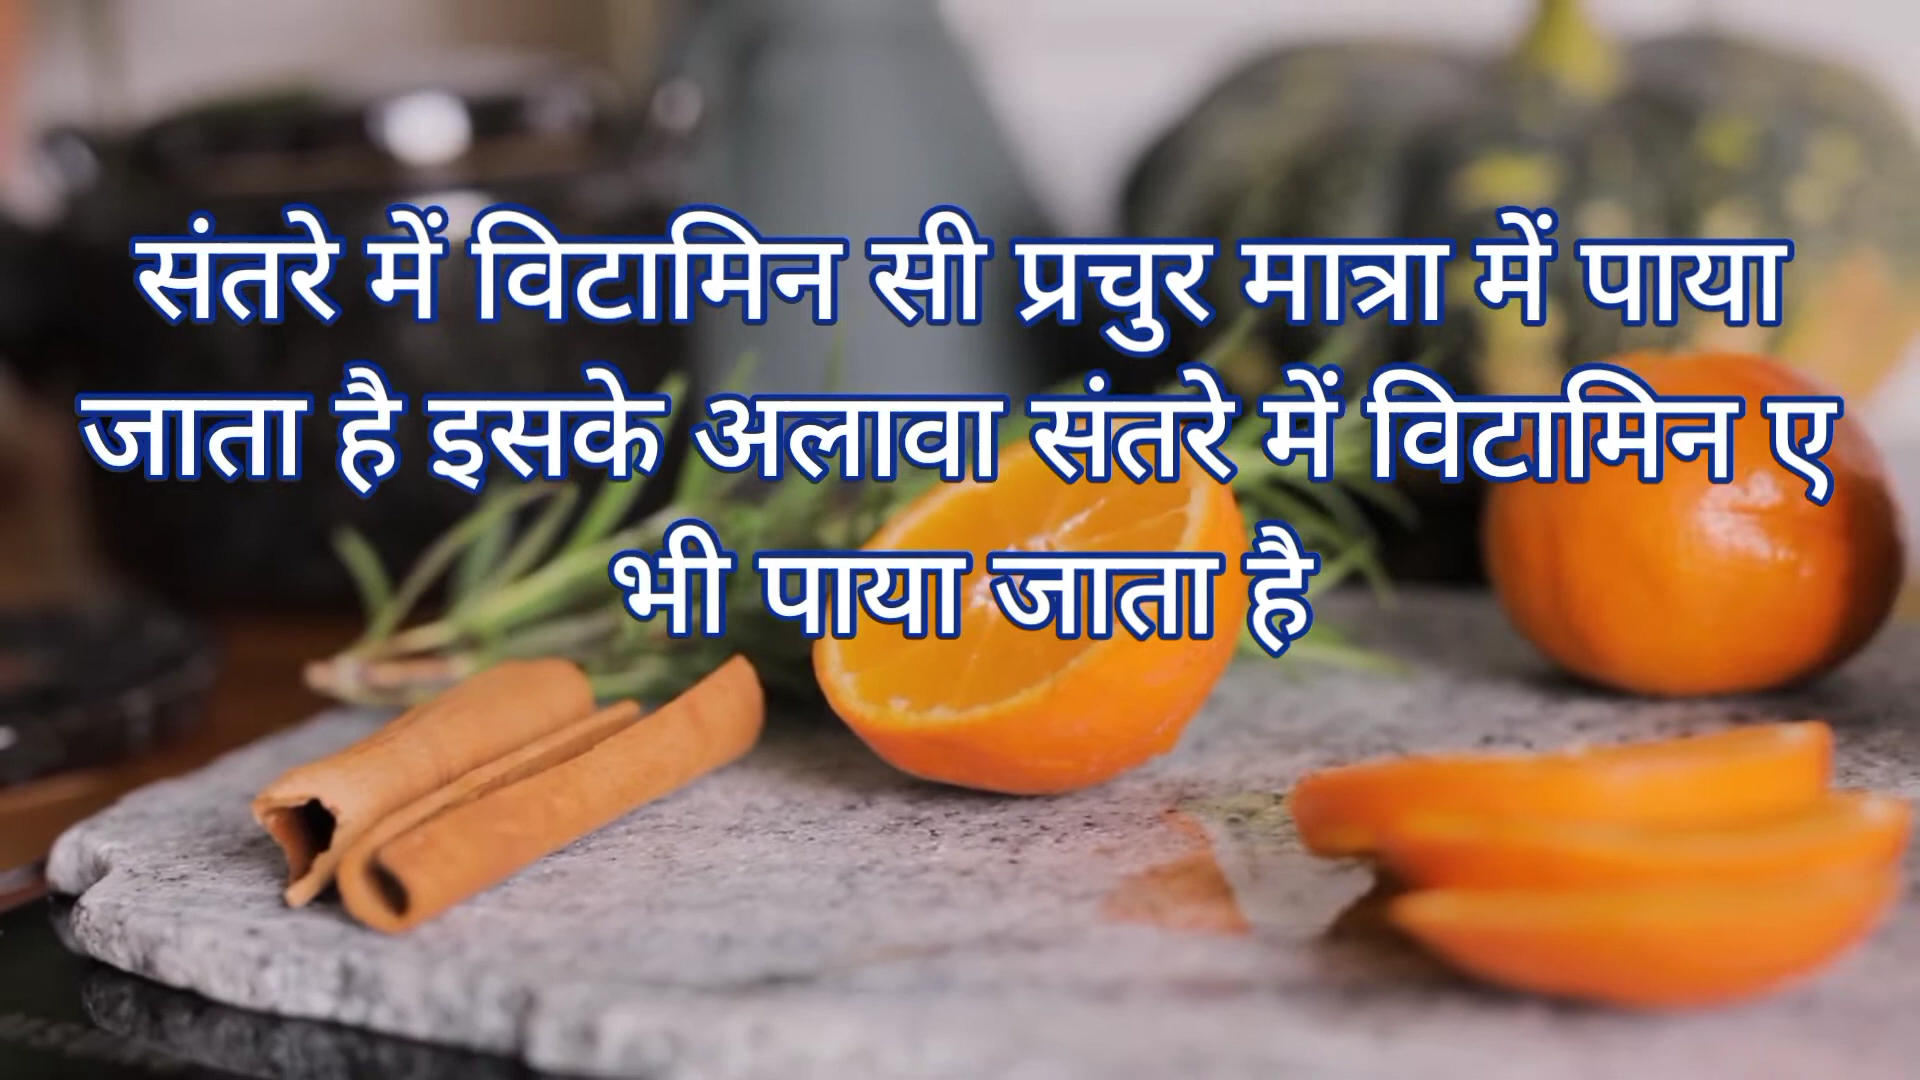 संतरे में विटामिन सी प्रचुर मात्रा में पाया
जाता है इसके अलावा संतरे में विटामिन ए
भी पाया जाता है